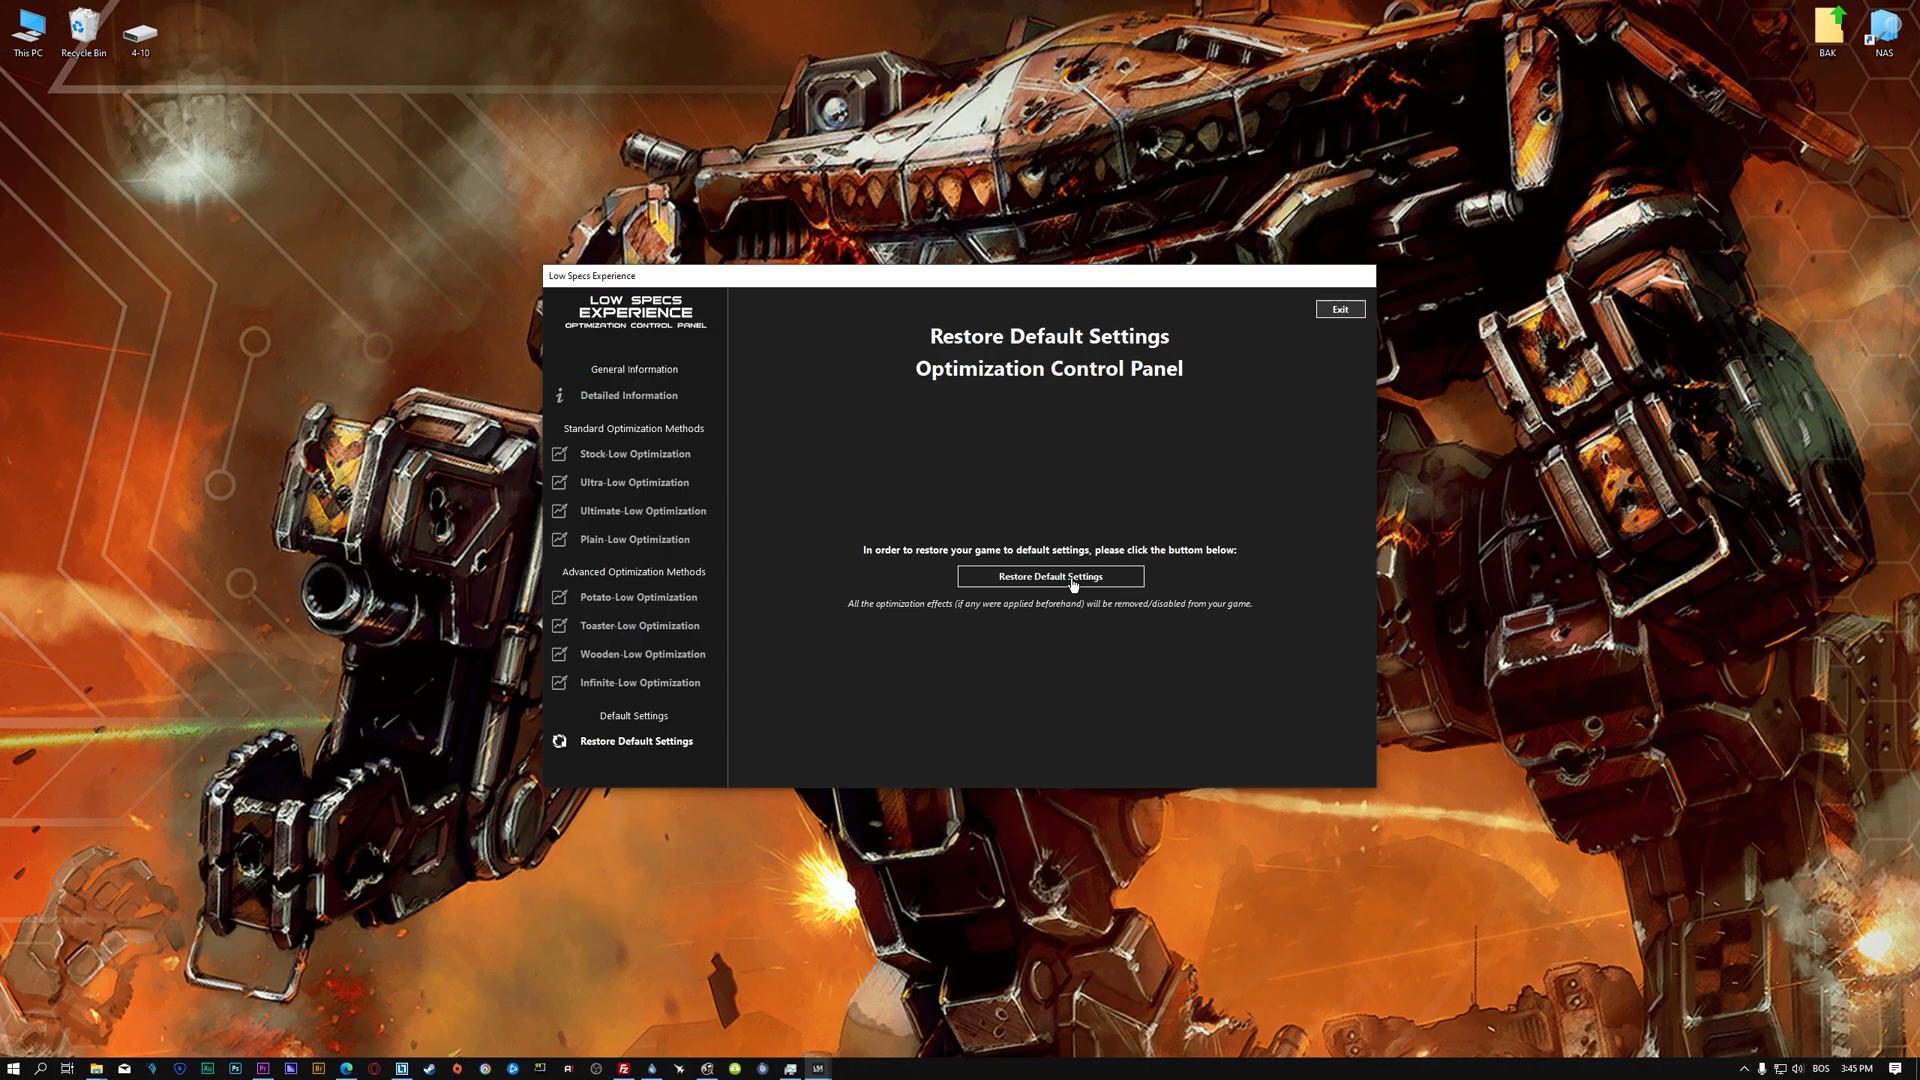 This PC
Recycle Bin
4-10
BAK
NAS
Low Specs Experience
LOW SPECS
EXPERIENCE
OPTIMIZATION CONTROL PANEL
General Information
Detailed Information
Standard Optimization Methods
Stock-Low Optimization
Ultra-Low Optimization
Ultimate-Low Optimization
Plain-Low Optimization
Advanced Optimization Methods
Potato-Low Optimization
Toaster-Low Optimization
Wooden-Low Optimization
Infinite-Low Optimization
Default Settings
Restore Default Settings
Exit
Restore Default Settings
Optimization Control Panel
In order to restore your game to default settings, please click the buttom below:
Restore Default Settings
All the optimization effects (if any were applied beforehand) will be removed/disabled from your game.
Au
Ps
Pr
Br
Fz
BOS
3:45 PM